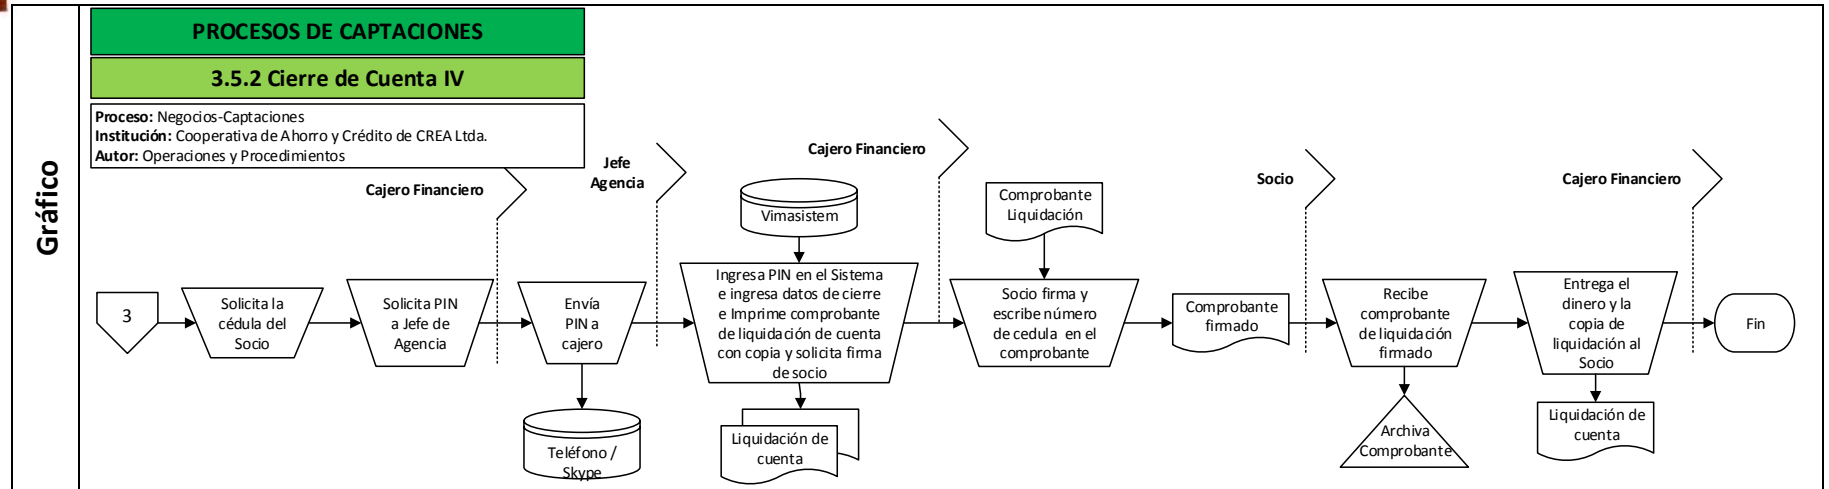 PROCESOS DE CAPTACIONES
3.5.2 Cierre de Cuenta IV
Proceso: Negocios-Captaciones
Institución: Cooperativa de Ahorro y Crédito de CREA Ltda.
Autor: Operaciones y Procedimientos
Gráfico
Cajero Financiero
Jefe
Agencia
Cajero Financiero
Socio
Cajero Financiero
3
Solicita la
cédula del
Socio
Solicita PIN
a Jefe de
Agencia
Envía
PIN a
cajero
Teléfono /
Skype
Vimasistem
Ingresa PIN en el Sistema
e ingresa datos de cierre
e Imprime comprobante
de liquidación de cuenta
con copia y solicita firma
de socio
Liquidación de
cuenta
Comprobante
Liquidación
Socio firma y
escribe número
de cedula en el
comprobante
Comprobante
firmado
Recibe
comprobante
de liquidación
firmado
Archiva
Comprobante
Entrega el
dinero y la
copia de
liquidación al
Socio
Liquidación de
cuenta
Fin